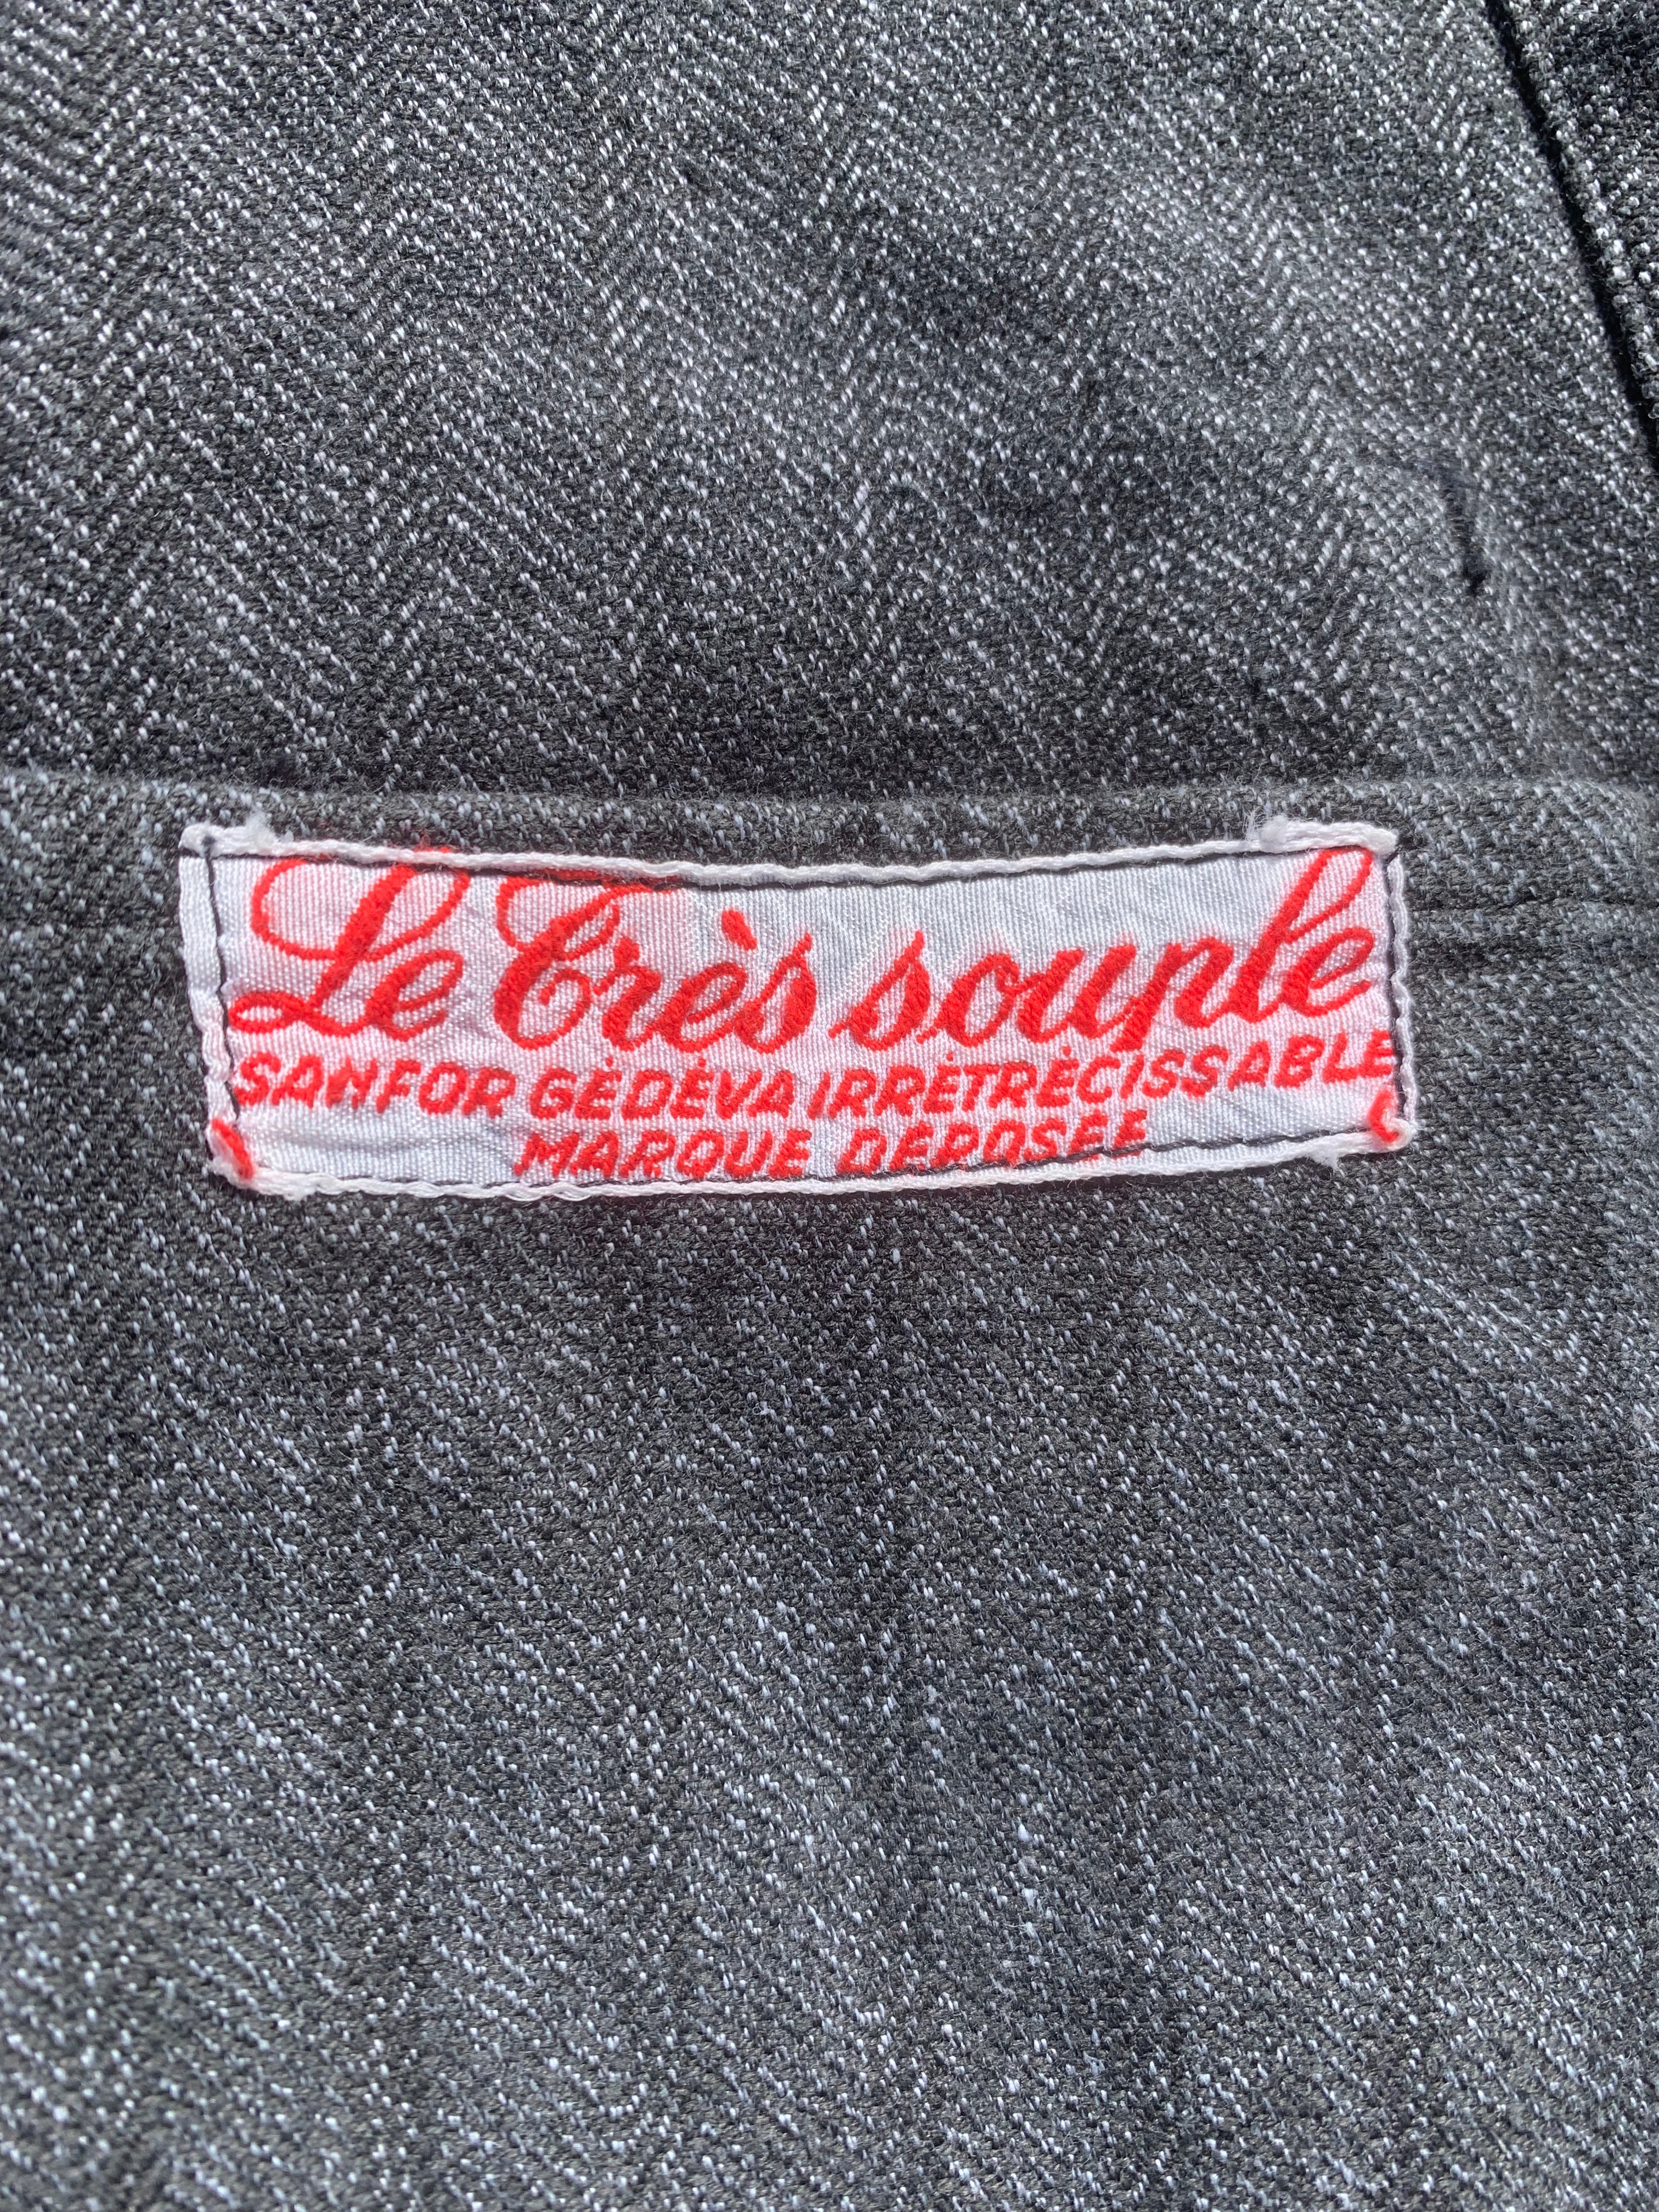 Le Très souple
SANFOR GÉDÉVA IRRÉTRÉCISSABLE
MARQUE DÉPOSÉE